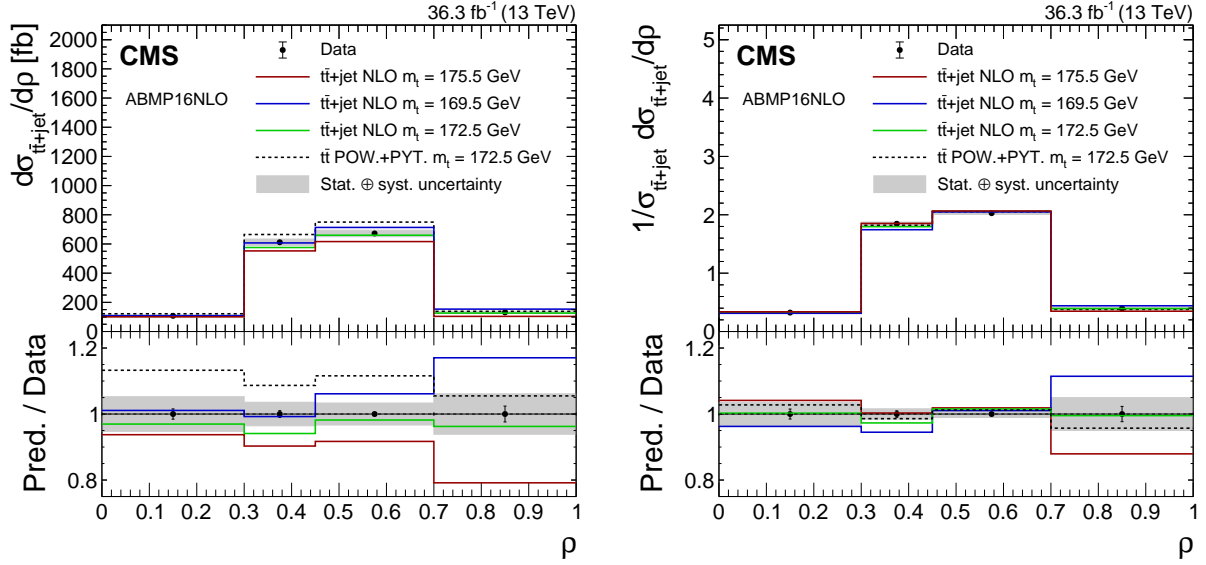 36.3 fb⁻¹ (13 TeV)
CMS
ABMP16NLO
Data
tt̄+jet NLO mₜ = 175.5 GeV
tt̄+jet NLO mₜ = 169.5 GeV
tt̄+jet NLO mₜ = 172.5 GeV
tt̄ POW.+PYT. mₜ = 172.5 GeV
Stat. ⊕ syst. uncertainty
dσ_tt̄+jet/dρ [fb]
2000
1800
1600
1400
1200
1000
800
600
400
200
0
Pred. / Data
1.2
1
0.8
0 0.1 0.2 0.3 0.4 0.5 0.6 0.7 0.8 0.9 1
ρ
36.3 fb⁻¹ (13 TeV)
CMS
ABMP16NLO
Data
tt̄+jet NLO mₜ = 175.5 GeV
tt̄+jet NLO mₜ = 169.5 GeV
tt̄+jet NLO mₜ = 172.5 GeV
tt̄ POW.+PYT. mₜ = 172.5 GeV
Stat. ⊕ syst. uncertainty
1/σ_tt̄+jet dσ_tt̄+jet/dρ
5
4
3
2
1
0
Pred. / Data
1.2
1
0.8
0 0.1 0.2 0.3 0.4 0.5 0.6 0.7 0.8 0.9 1
ρ